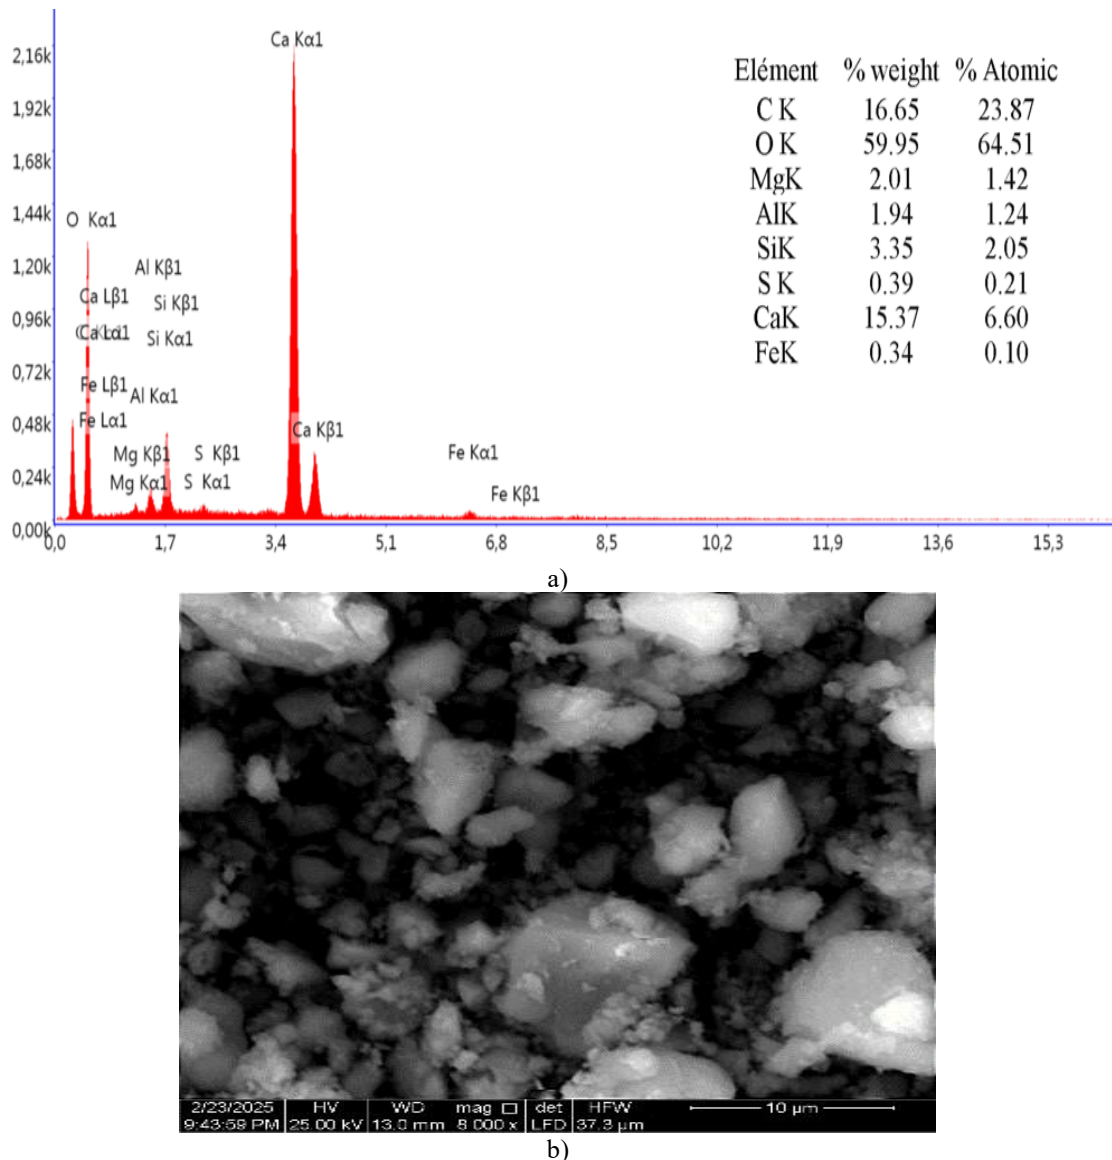 Ca Kα1
2,16k
1,92k
1,68k
1,44k
1,20k
0,96k
0,72k
0,48k
0,24k
0,00k
O Kα1
Ca Lβ1
Ca Lα1
Fe Lβ1
Fe Lα1
Al Kβ1
Si Kβ1
Si Kα1
Al Kα1
Mg Kβ1
Mg Kα1
S Kβ1
S Kα1
Ca Kβ1
Fe Kα1
Fe Kβ1
0,0 1,7 3,4 5,1 6,8 8,5 10,2 11,9 13,6 15,3
Elément % weight % Atomic
C K 16.65 23.87
O K 59.95 64.51
MgK 2.01 1.42
AlK 1.94 1.24
SiK 3.35 2.05
S K 0.39 0.21
CaK 15.37 6.60
FeK 0.34 0.10
a)
2/23/2025 HV WD mag det HFW 10 µm
9:43:59 PM 25.00 kV 13.0 mm 8 000 x LFD 37.3 µm
b)